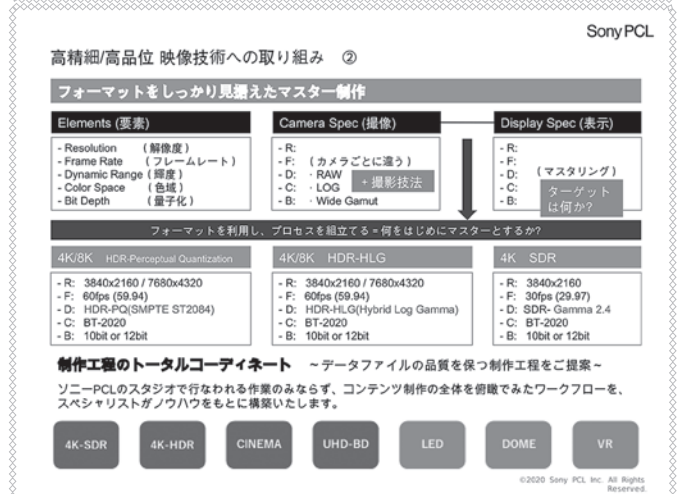 Sony PCL
高精細/高品位 映像技術への取り組み ②
フォーマットをしっかり見据えたマスター制作
Elements (要素)
- Resolution (解像度)
- Frame Rate (フレームレート)
- Dynamic Range (輝度)
- Color Space (色域)
- Bit Depth (量子化)
Camera Spec (撮像)
- R:
- F: (カメラごとに違う)
- D: ・RAW
- C: ・LOG
- B: ・Wide Gamut
+ 撮影技法
Display Spec (表示)
- R:
- F:
- D: (マスタリング)
- C:
- B:
ターゲット
は何か?
フォーマットを利用し、プロセスを組立てる = 何をはじめにマスターとするか?
4K/8K HDR-Perceptual Quantization
- R: 3840x2160 / 7680x4320
- F: 60fps (59.94)
- D: HDR-PQ(SMPTE ST2084)
- C: BT-2020
- B: 10bit or 12bit
4K/8K HDR-HLG
- R: 3840x2160 / 7680x4320
- F: 60fps (59.94)
- D: HDR-HLG(Hybrid Log Gamma)
- C: BT-2020
- B: 10bit or 12bit
4K SDR
- R: 3840x2160
- F: 30fps (29.97)
- D: SDR- Gamma 2.4
- C: BT-2020
- B: 10bit or 12bit
制作工程のトータルコーディネート ~データファイルの品質を保つ制作工程をご提案~
ソニーPCLのスタジオで行なわれる作業のみならず、コンテンツ制作の全体を俯瞰でみたワークフローを、
スペシャリストがノウハウをもとに構築いたします。
4K-SDR
4K-HDR
CINEMA
UHD-BD
LED
DOME
VR
©2020 Sony PCL Inc. All Rights
Reserved.